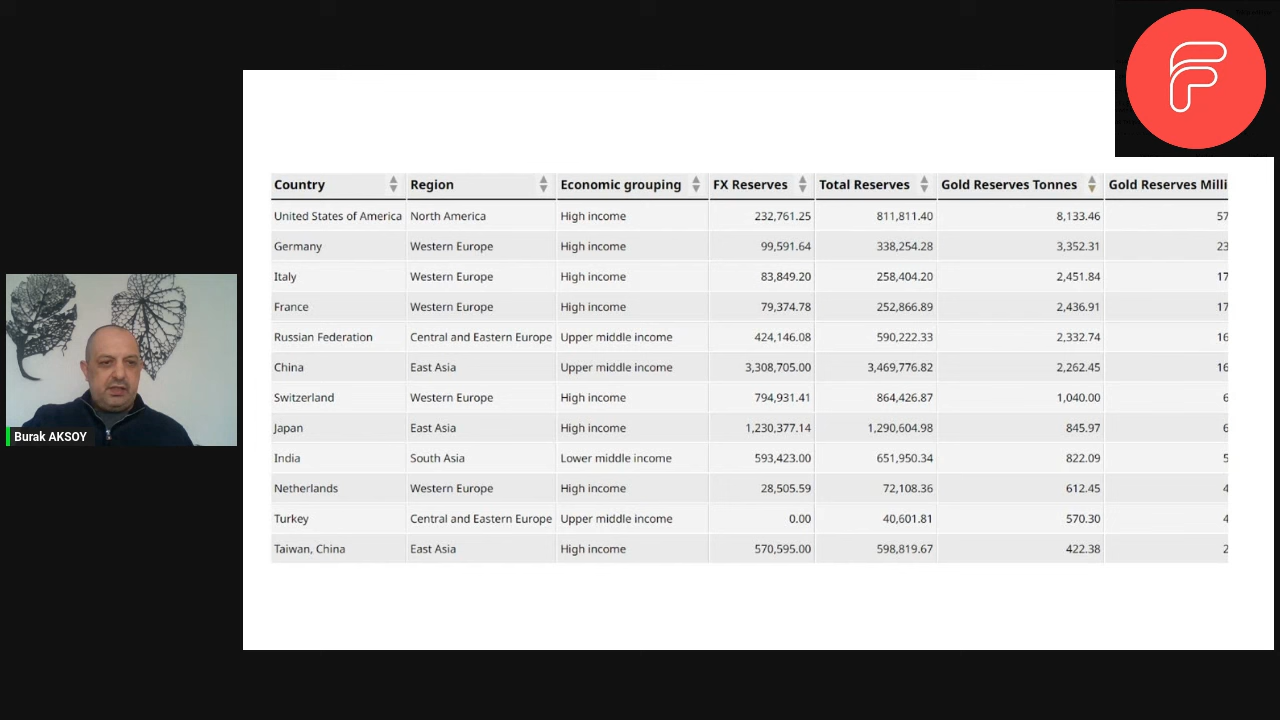 Country Region Economic grouping FX Reserves Total Reserves Gold Reserves Tonnes Gold Reserves Milli
United States of America North America High income 232,761.25 811,811.40 8,133.46 57
Germany Western Europe High income 99,591.64 338,254.28 3,352.31 23
Italy Western Europe High income 83,849.20 258,404.20 2,451.84 17
France Western Europe High income 79,374.78 252,866.89 2,436.91 17
Russian Federation Central and Eastern Europe Upper middle income 424,146.08 590,222.33 2,332.74 16
China East Asia Upper middle income 3,308,705.00 3,469,776.82 2,262.45 16
Switzerland Western Europe High income 794,931.41 864,426.87 1,040.00 6
Japan East Asia High income 1,230,377.14 1,290,604.98 845.97 6
India South Asia Lower middle income 593,423.00 651,950.34 822.09 5
Netherlands Western Europe High income 28,505.59 72,108.36 612.45 4
Turkey Central and Eastern Europe Upper middle income 0.00 40,601.81 570.30 4
Taiwan, China East Asia High income 570,595.00 598,819.67 422.38 2
Burak AKSOY